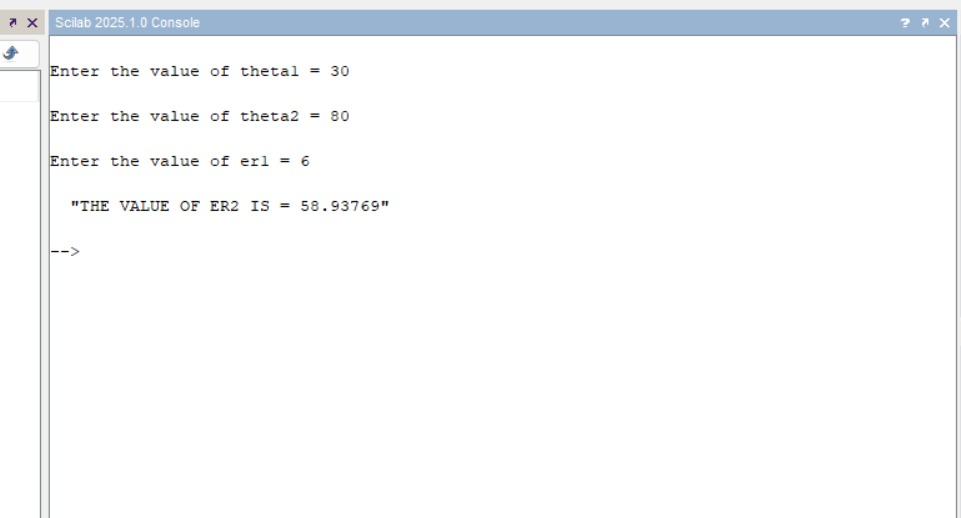 Scilab 2025.1.0 Console
Enter the value of theta1 = 30
Enter the value of theta2 = 80
Enter the value of er1 = 6
"THE VALUE OF ER2 IS = 58.93769"
-->